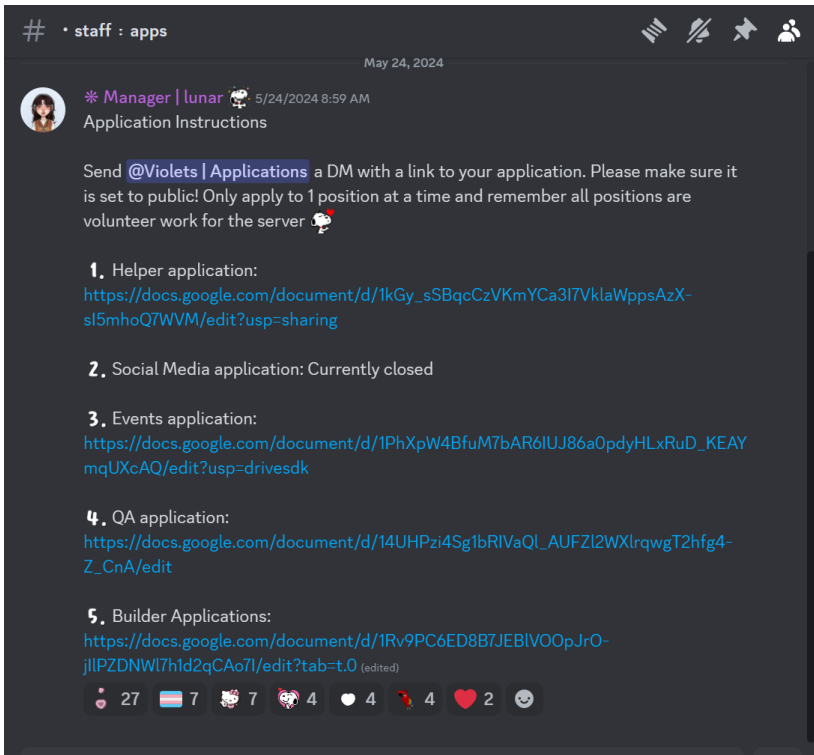 • staff : apps
May 24, 2024
Manager | lunar 5/24/2024 8:59 AM
Application Instructions
Send @Violets | Applications a DM with a link to your application. Please make sure it
is set to public! Only apply to 1 position at a time and remember all positions are
volunteer work for the server
1. Helper application:
https://docs.google.com/document/d/1kGy_sSBqcCzVKmYCa3I7VklaWppsAzX-
sI5mhoQ7WVM/edit?usp=sharing
2. Social Media application: Currently closed
3. Events application:
https://docs.google.com/document/d/1PhXpW4BfuM7bAR6IUJ86a0pdyHLxRuD_KEAY
mqUXcAQ/edit?usp=drivesdk
4. QA application:
https://docs.google.com/document/d/14UHPzi4Sg1bRIVaQl_AUFZl2WXlrqwgT2hfg4-
Z_CnA/edit
5. Builder Applications:
https://docs.google.com/document/d/1Rv9PC6ED8B7JEBlVOOpJrO-
jIlPZDNWl7h1d2qCAo7I/edit?tab=t.0 (edited)
27 7 7 4 4 4 2